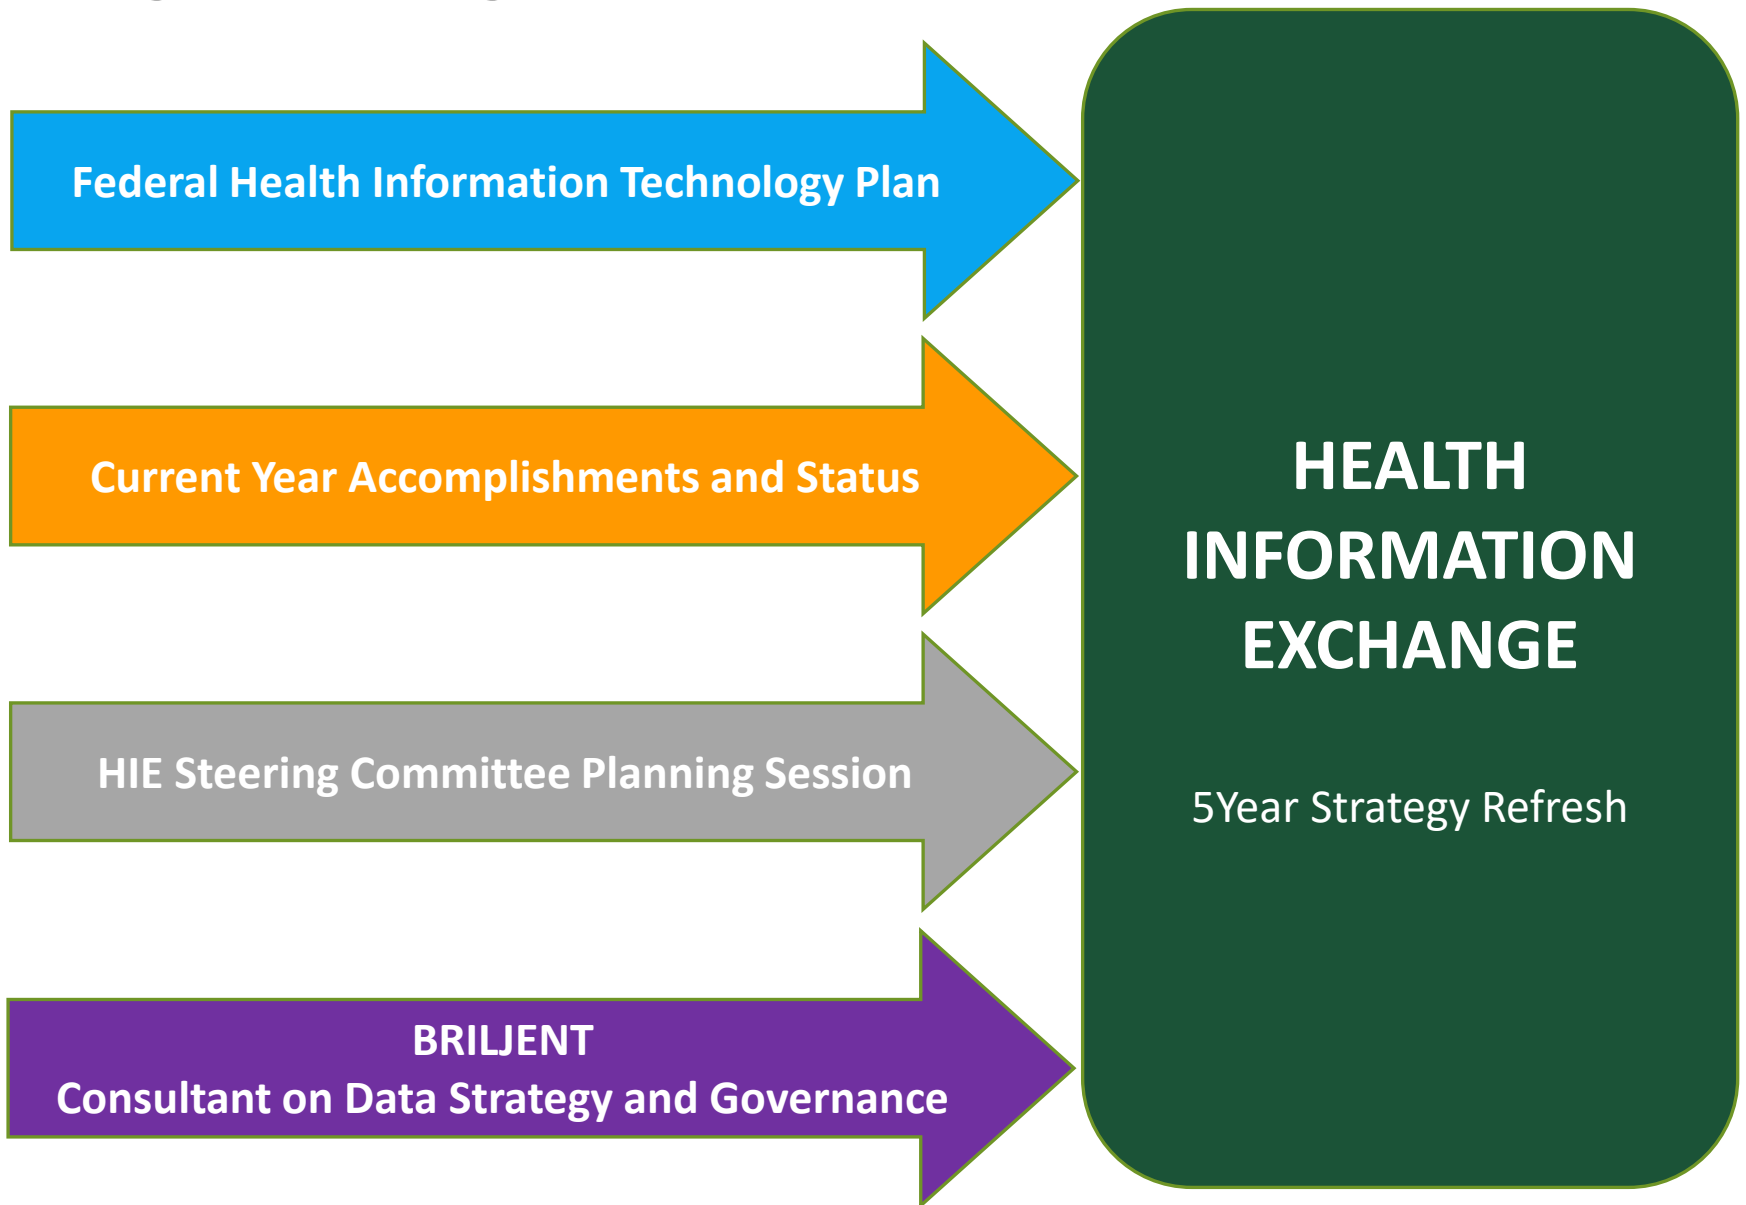 Federal Health Information Technology Plan
Current Year Accomplishments and Status
HIE Steering Committee Planning Session
BRILJENT
Consultant on Data Strategy and Governance
HEALTH
INFORMATION
EXCHANGE
5Year Strategy Refresh